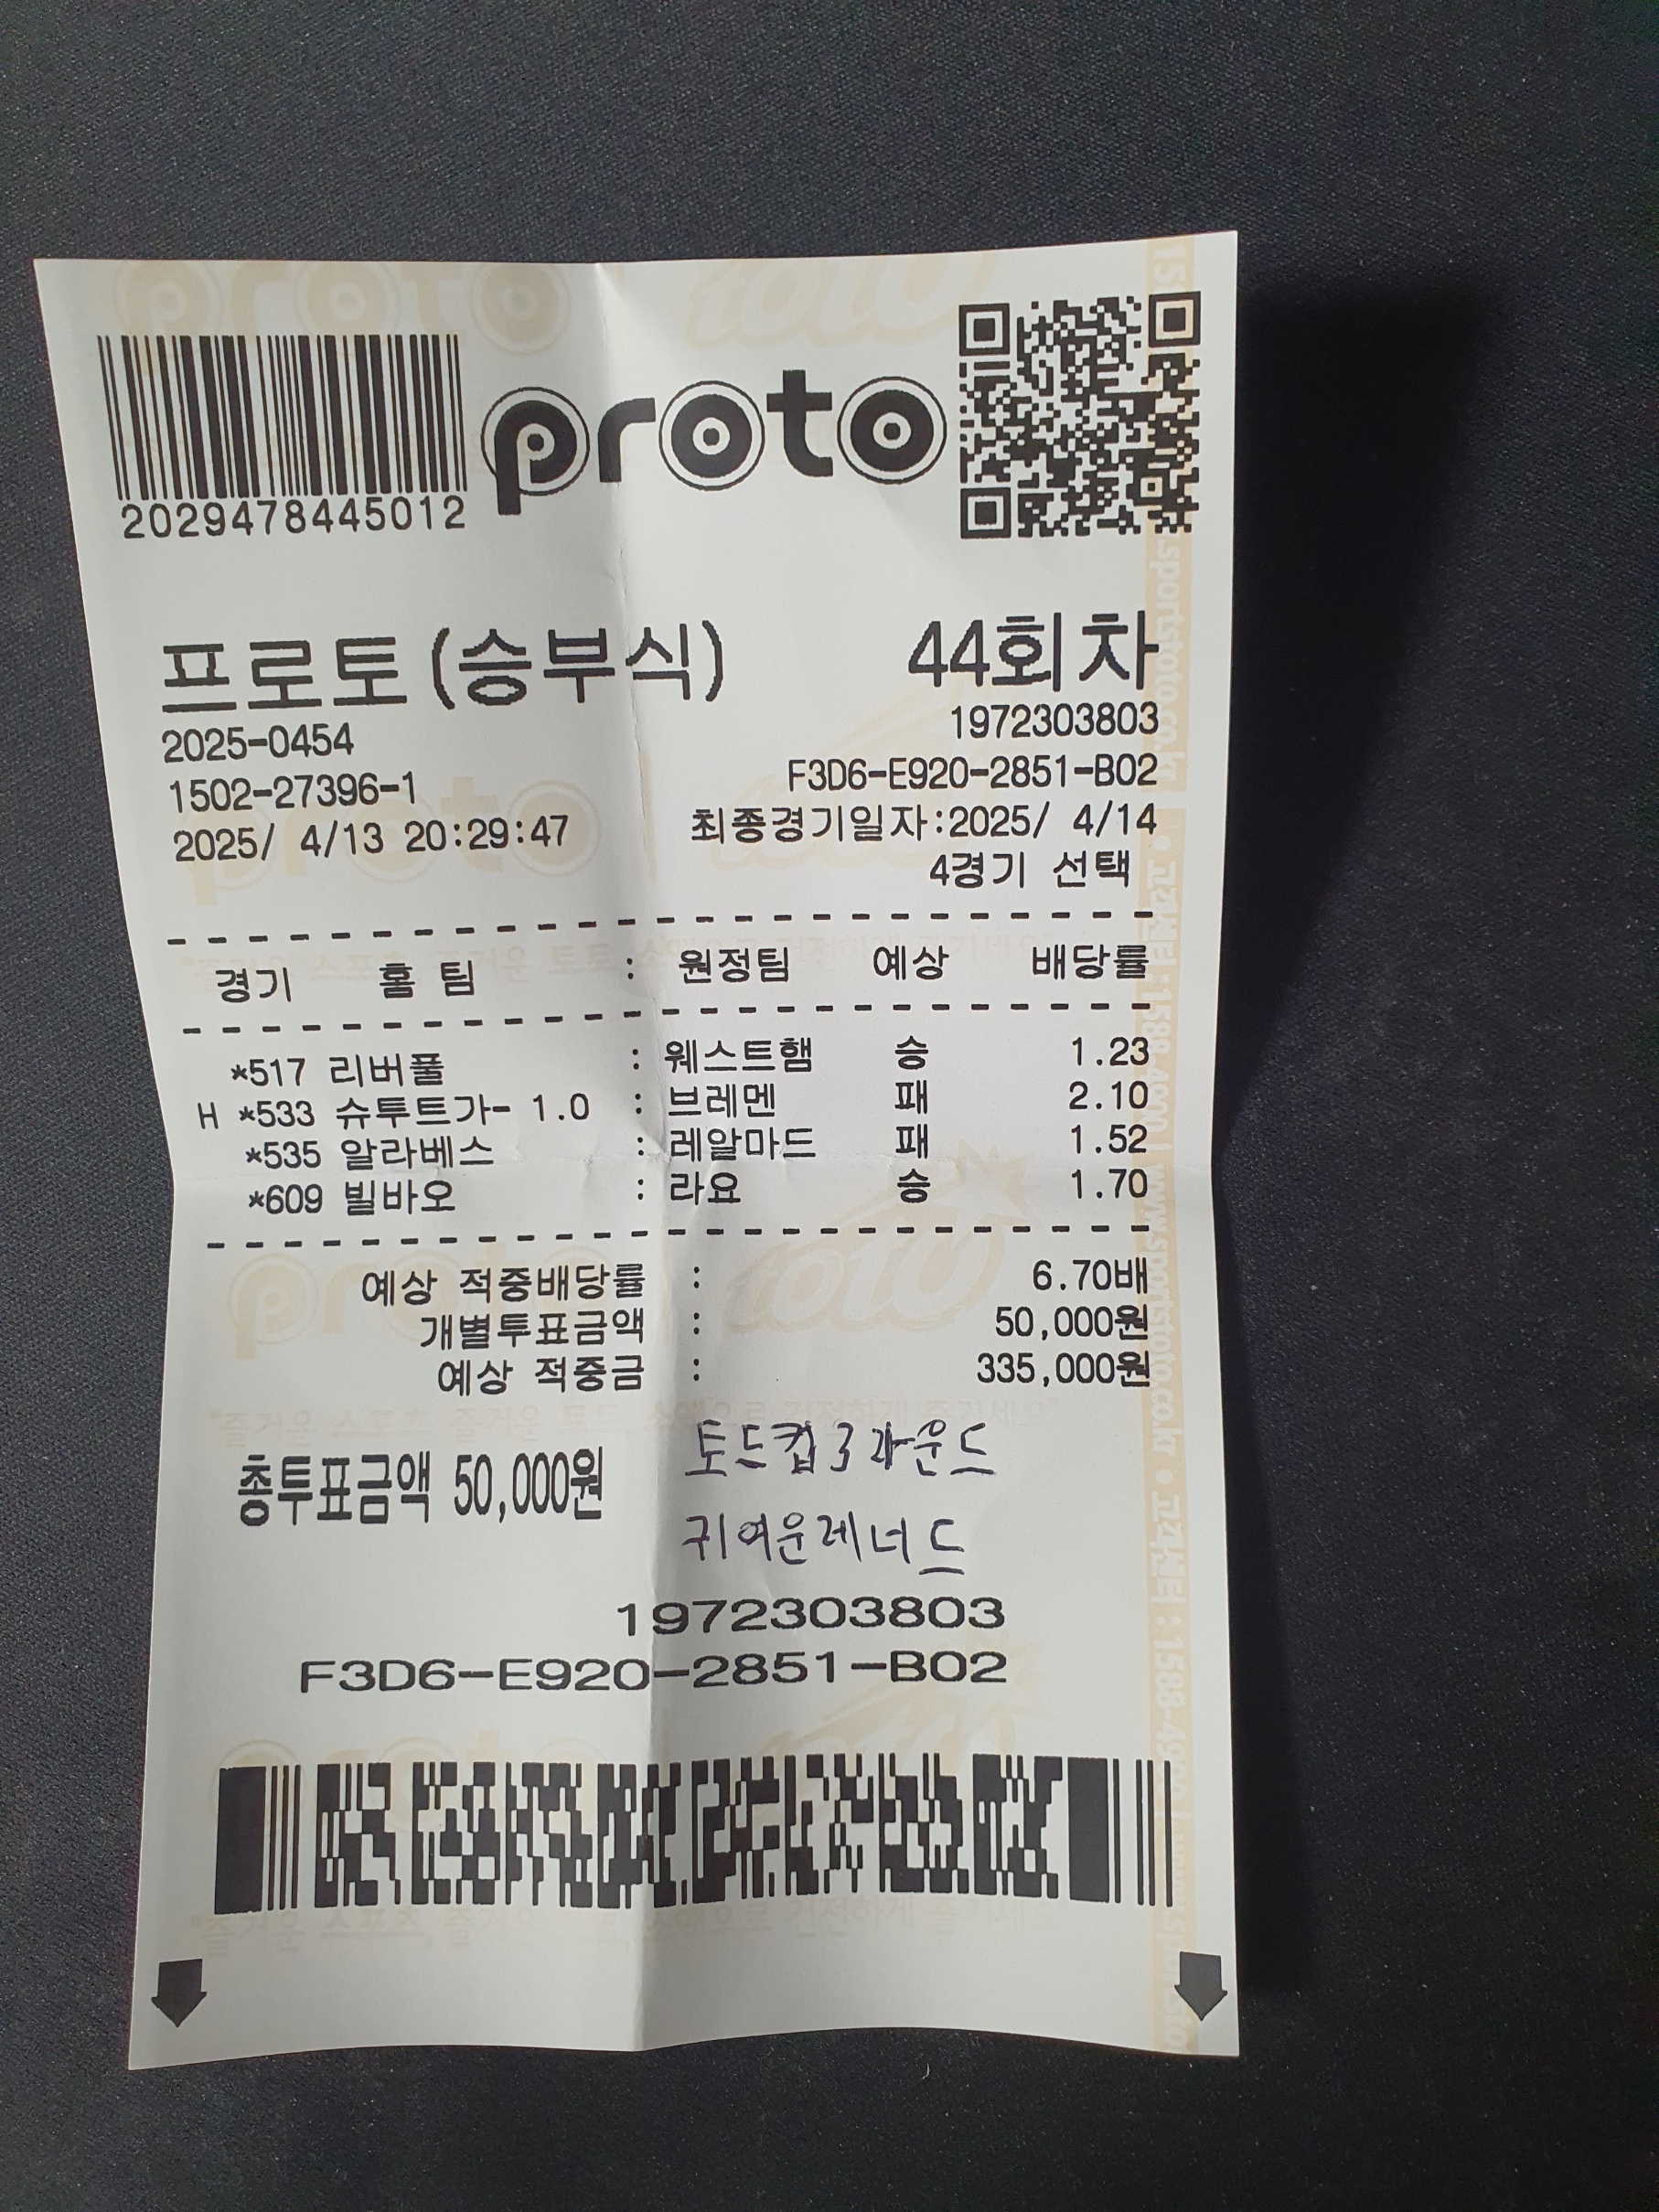 proto
2029478445012
프로토(승부식) 44회차
2025-0454 1972303803
1502-27396-1 F3D6-E920-2851-B02
2025/ 4/13 20:29:47 최종경기일자:2025/ 4/14
4경기 선택
경기 홈 팀 : 원정팀 예상 배당률
*517 리버풀 : 웨스트햄 승 1.23
H *533 슈투트가- 1.0 : 브레멘 패 2.10
*535 알라베스 : 레알마드 패 1.52
*609 빌바오 : 라요 승 1.70
예상 적중배당률 : 6.70배
개별투표금액 : 50,000원
예상 적중금 : 335,000원
총투표금액 50,000원
토드컵3라운드
귀여운레너드
1972303803
F3D6-E920-2851-B02